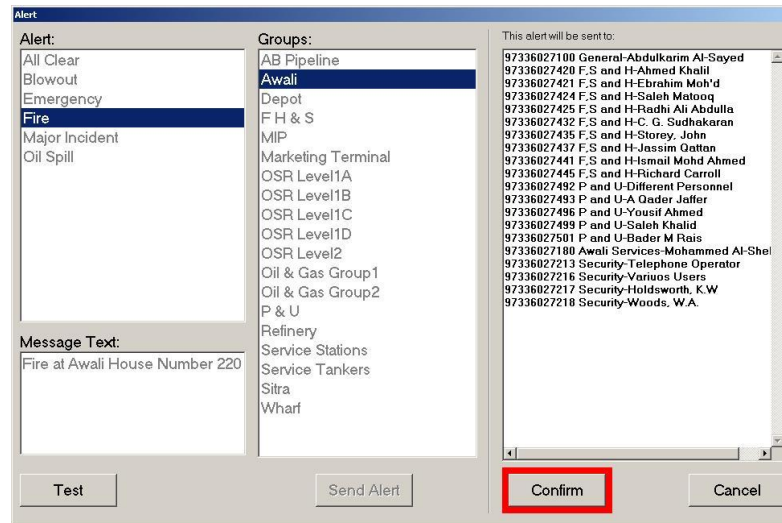 Alert
Alert:
All Clear
Blowout
Emergency
Fire
Major Incident
Oil Spill
Message Text:
Fire at Awali House Number 220
Test
Groups:
AB Pipeline
Awali
Depot
F H & S
MIP
Marketing Terminal
OSR Level1A
OSR Level1B
OSR Level1C
OSR Level1D
OSR Level2
Oil & Gas Group1
Oil & Gas Group2
P & U
Refinery
Service Stations
Service Tankers
Sitra
Wharf
Send Alert
This alert will be sent to:
97336027100 General-Abdulkarim Al-Sayed
97336027420 F,S and H-Ahmed Khalil
97336027421 F,S and H-Ebrahim Moh'd
97336027424 F,S and H-Saleh Matooq
97336027425 F,S and H-Radhi Ali Abdulla
97336027432 F,S and H-C. G. Sudhakaran
97336027435 F,S and H-Storey, John
97336027437 F,S and H-Jassim Qattan
97336027441 F,S and H-Ismail Mohd Ahmed
97336027445 F,S and H-Richard Carroll
97336027492 P and U-Different Personnel
97336027493 P and U-A Qader Jaffer
97336027496 P and U-Yousif Ahmed
97336027499 P and U-Saleh Khalid
97336027501 P and U-Bader M Rais
97336027180 Awali Services-Mohammed Al-Shel
97336027213 Security-Telephone Operator
97336027216 Security-Variuos Users
97336027217 Security-Holdsworth, K.W
97336027218 Security-Woods, W.A.
Confirm
Cancel